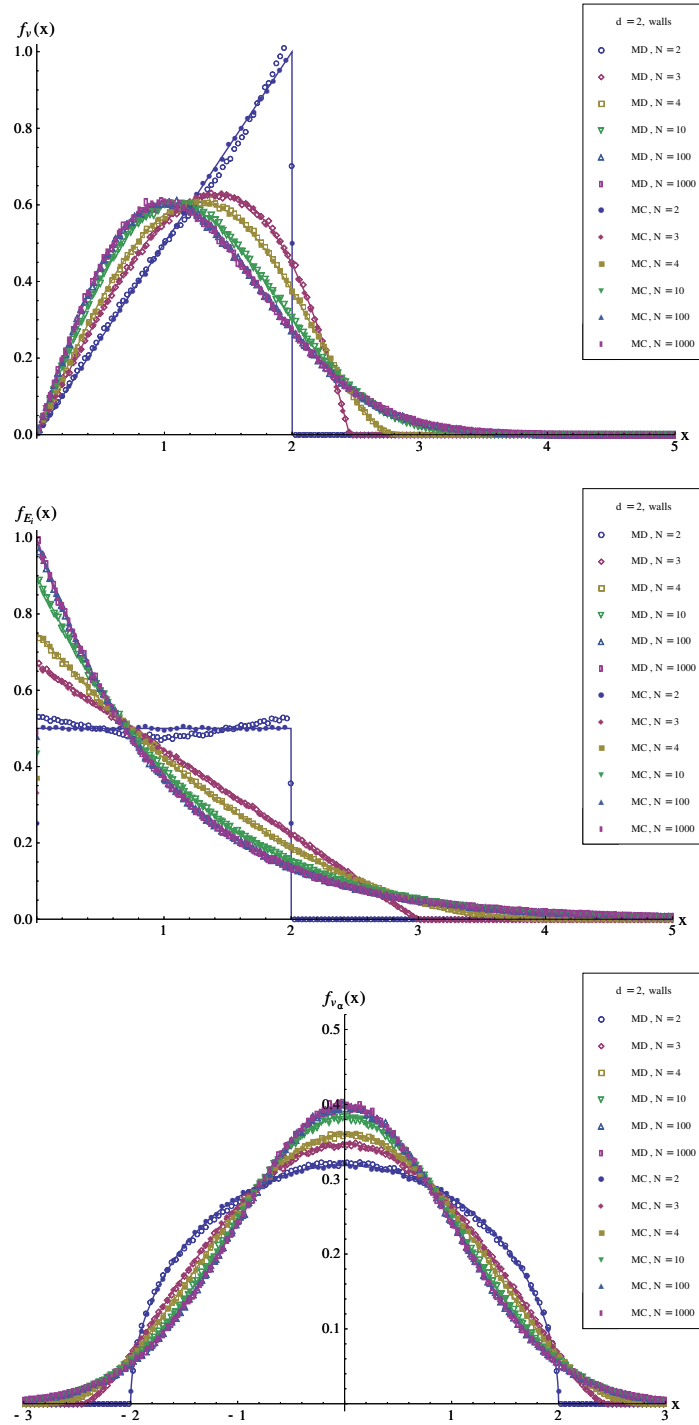 f_v(x)
d = 2, walls
MD, N = 2
MD, N = 3
MD, N = 4
MD, N = 10
MD, N = 100
MD, N = 1000
MC, N = 2
MC, N = 3
MC, N = 4
MC, N = 10
MC, N = 100
MC, N = 1000
1.0
0.8
0.6
0.4
0.2
0.0
1 2 3 4 5 x
f_{E_i}(x)
d = 2, walls
MD, N = 2
MD, N = 3
MD, N = 4
MD, N = 10
MD, N = 100
MD, N = 1000
MC, N = 2
MC, N = 3
MC, N = 4
MC, N = 10
MC, N = 100
MC, N = 1000
1.0
0.8
0.6
0.4
0.2
0.0
1 2 3 4 5 x
f_{v_α}(x)
d = 2, walls
MD, N = 2
MD, N = 3
MD, N = 4
MD, N = 10
MD, N = 100
MD, N = 1000
MC, N = 2
MC, N = 3
MC, N = 4
MC, N = 10
MC, N = 100
MC, N = 1000
0.5
0.4
0.3
0.2
0.1
-3 -2 -1 1 2 3 x